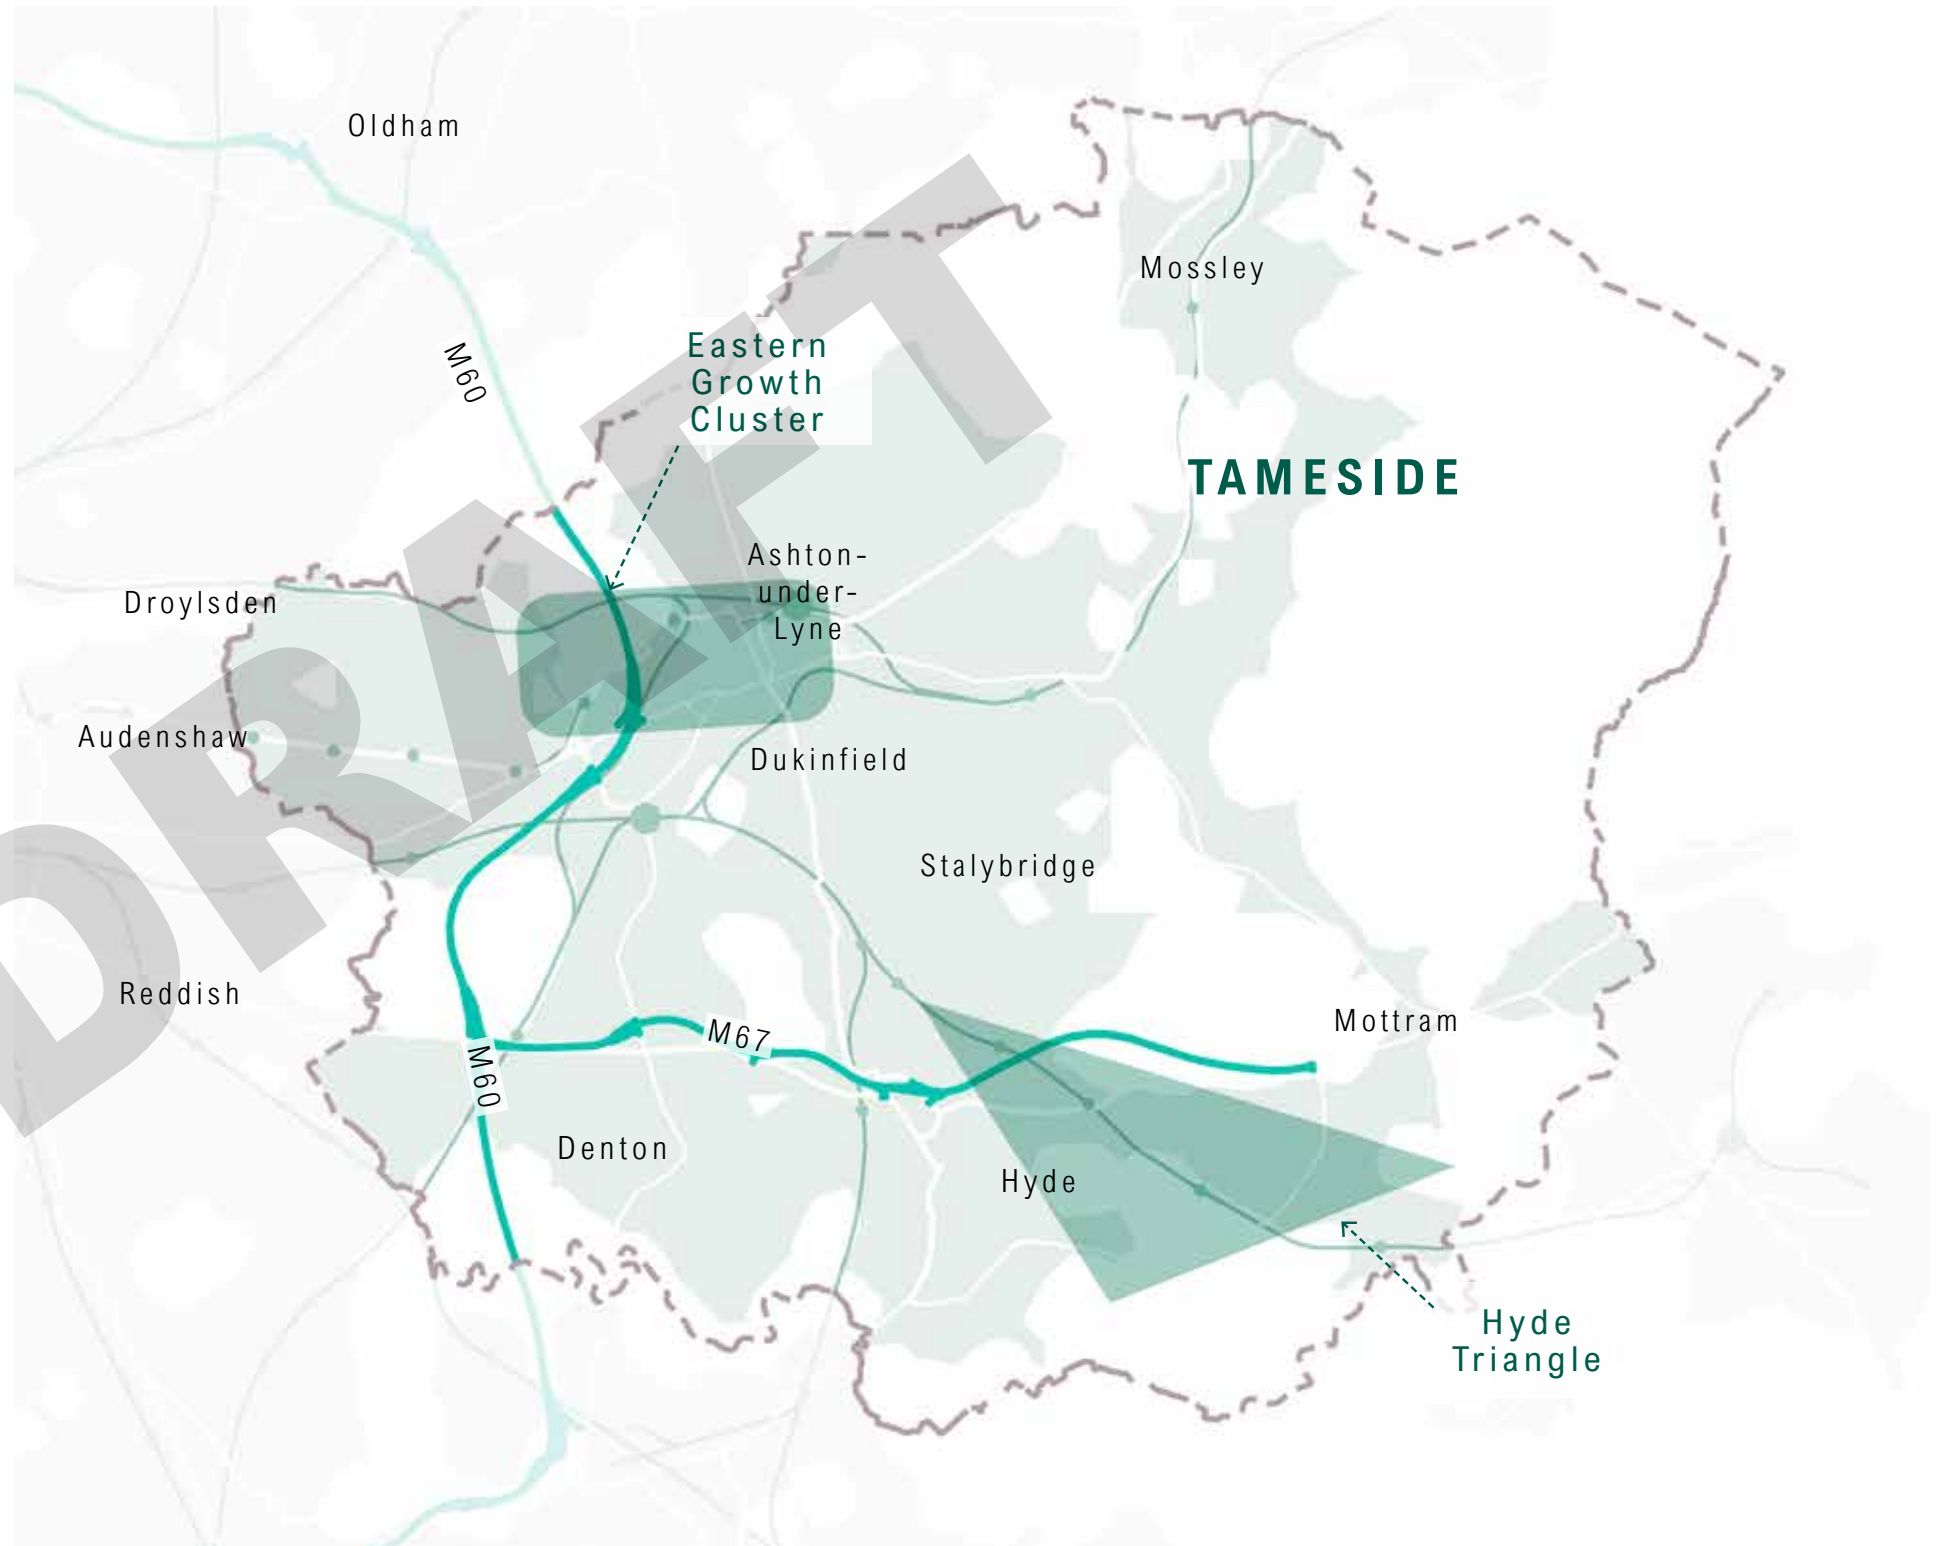 Oldham
Mossley
M60
Eastern
Growth
Cluster
TAMESIDE
Ashton-
under-
Lyne
Droylsden
Audenshaw
Dukinfield
Stalybridge
DRAFT
Reddish
Mottram
M67
M60
Denton
Hyde
Hyde
Triangle